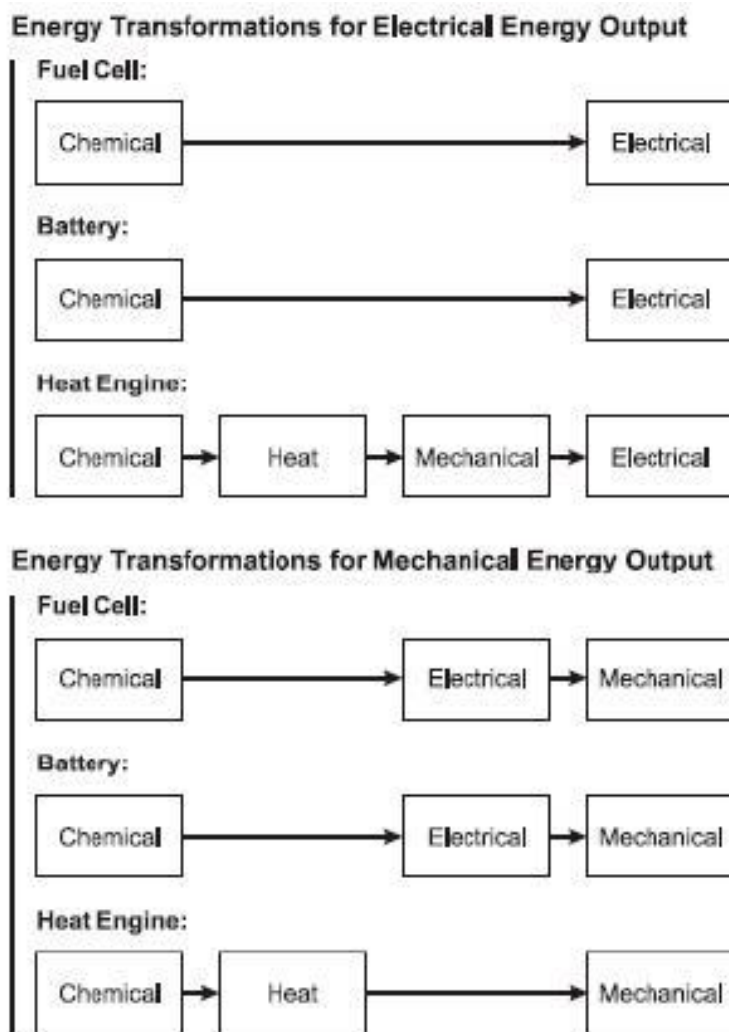 Energy Transformations for Electrical Energy Output
Fuel Cell:
Chemical Electrical
Battery:
Chemical Electrical
Heat Engine:
Chemical Heat Mechanical Electrical
Energy Transformations for Mechanical Energy Output
Fuel Cell:
Chemical Electrical Mechanical
Battery:
Chemical Electrical Mechanical
Heat Engine:
Chemical Heat Mechanical